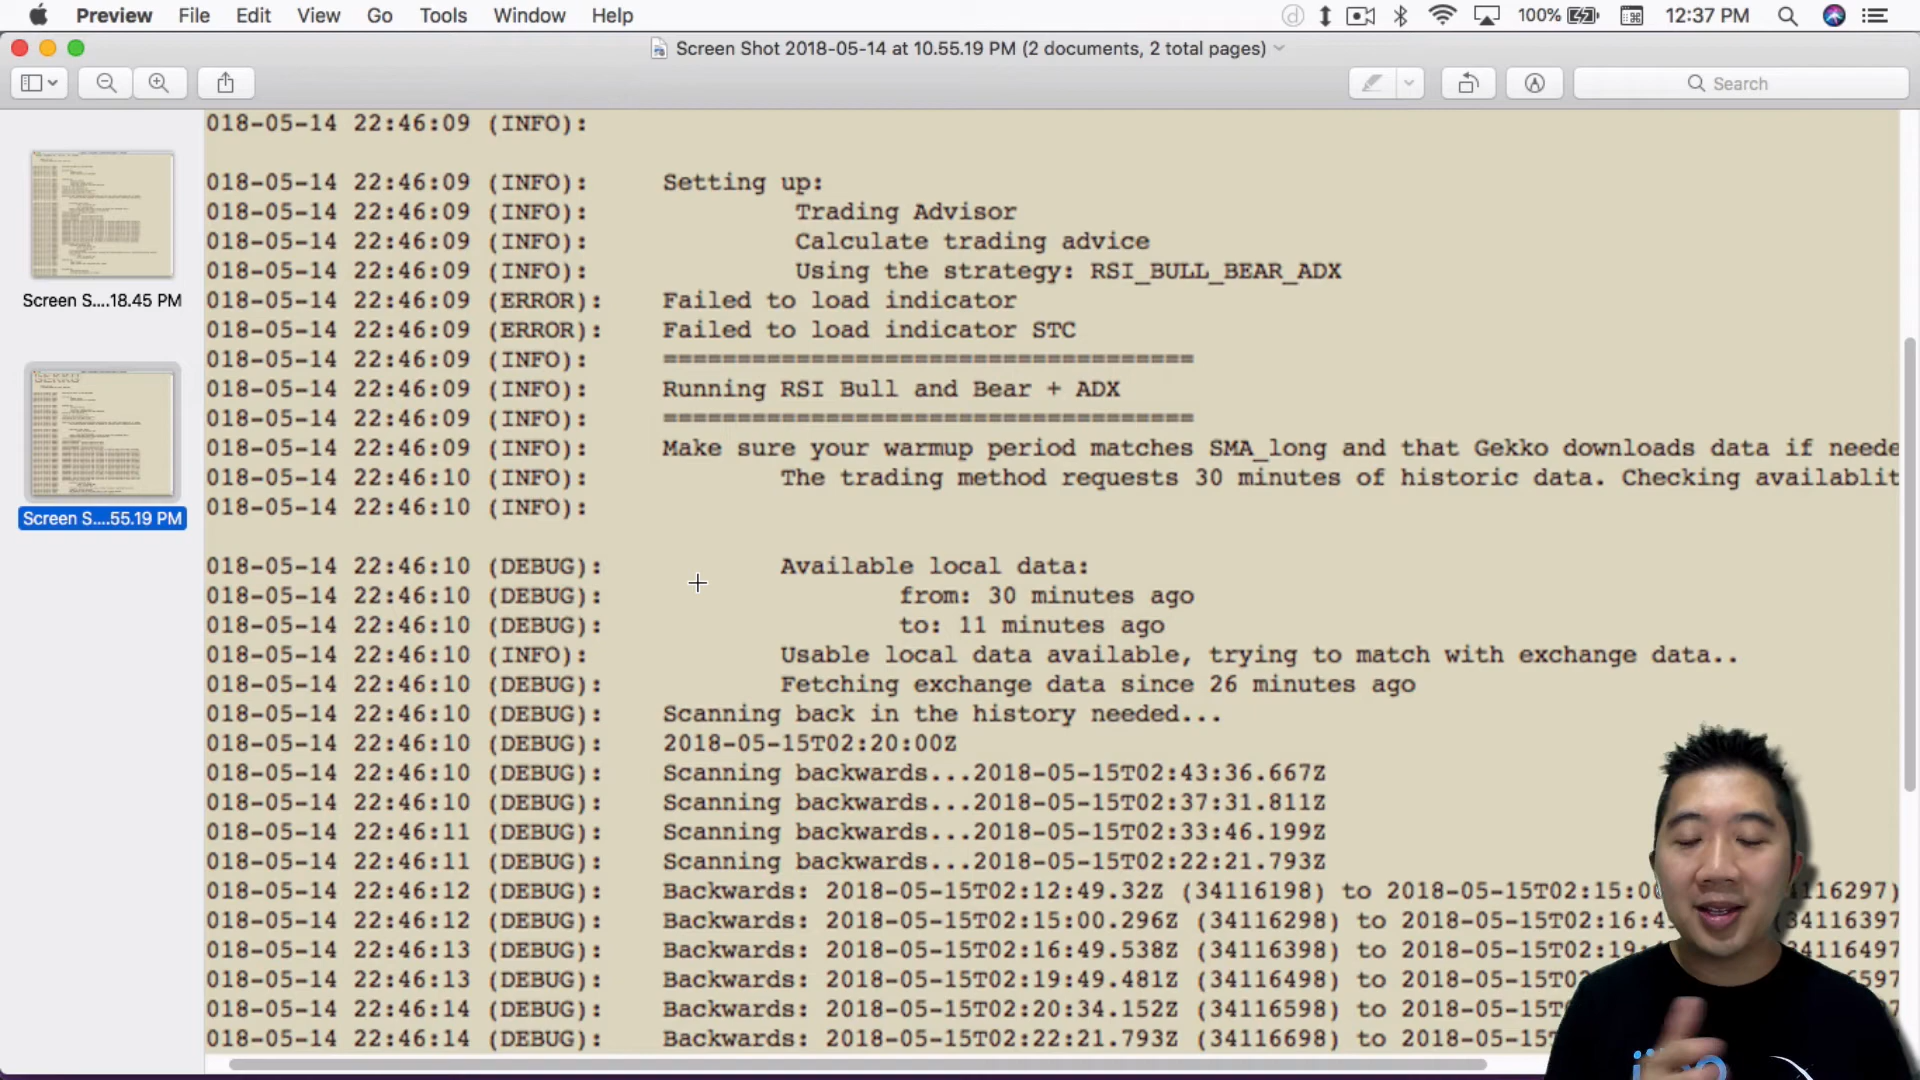 Preview File Edit View Go Tools Window Help 100% 12:37 PM
Screen Shot 2018-05-14 at 10.55.19 PM (2 documents, 2 total pages)
Search
Screen S....18.45 PM
Screen S....55.19 PM
018-05-14 22:46:09 (INFO):
018-05-14 22:46:09 (INFO): Setting up:
018-05-14 22:46:09 (INFO): Trading Advisor
018-05-14 22:46:09 (INFO): Calculate trading advice
018-05-14 22:46:09 (INFO): Using the strategy: RSI_BULL_BEAR_ADX
018-05-14 22:46:09 (ERROR): Failed to load indicator
018-05-14 22:46:09 (ERROR): Failed to load indicator STC
018-05-14 22:46:09 (INFO): ====================================
018-05-14 22:46:09 (INFO): Running RSI Bull and Bear + ADX
018-05-14 22:46:09 (INFO): ====================================
018-05-14 22:46:09 (INFO): Make sure your warmup period matches SMA_long and that Gekko downloads data if neede
018-05-14 22:46:10 (INFO): The trading method requests 30 minutes of historic data. Checking availablit
018-05-14 22:46:10 (INFO):
018-05-14 22:46:10 (DEBUG): Available local data:
018-05-14 22:46:10 (DEBUG): from: 30 minutes ago
018-05-14 22:46:10 (DEBUG): to: 11 minutes ago
018-05-14 22:46:10 (INFO): Usable local data available, trying to match with exchange data..
018-05-14 22:46:10 (DEBUG): Fetching exchange data since 26 minutes ago
018-05-14 22:46:10 (DEBUG): Scanning back in the history needed...
018-05-14 22:46:10 (DEBUG): 2018-05-15T02:20:00Z
018-05-14 22:46:10 (DEBUG): Scanning backwards...2018-05-15T02:43:36.667Z
018-05-14 22:46:10 (DEBUG): Scanning backwards...2018-05-15T02:37:31.811Z
018-05-14 22:46:11 (DEBUG): Scanning backwards...2018-05-15T02:33:46.199Z
018-05-14 22:46:11 (DEBUG): Scanning backwards...2018-05-15T02:22:21.793Z
018-05-14 22:46:12 (DEBUG): Backwards: 2018-05-15T02:12:49.32Z (34116198) to 2018-05-15T02:15:0 4116297)
018-05-14 22:46:12 (DEBUG): Backwards: 2018-05-15T02:15:00.296Z (34116298) to 2018-05-15T02:16:4 (34116397
018-05-14 22:46:13 (DEBUG): Backwards: 2018-05-15T02:16:49.538Z (34116398) to 2018-05-15T02:19: 34116497
018-05-14 22:46:13 (DEBUG): Backwards: 2018-05-15T02:19:49.481Z (34116498) to 2018-05-15T02: 6597
018-05-14 22:46:14 (DEBUG): Backwards: 2018-05-15T02:20:34.152Z (34116598) to 2018-05-15T
018-05-14 22:46:14 (DEBUG): Backwards: 2018-05-15T02:22:21.793Z (34116698) to 2018-05-15T